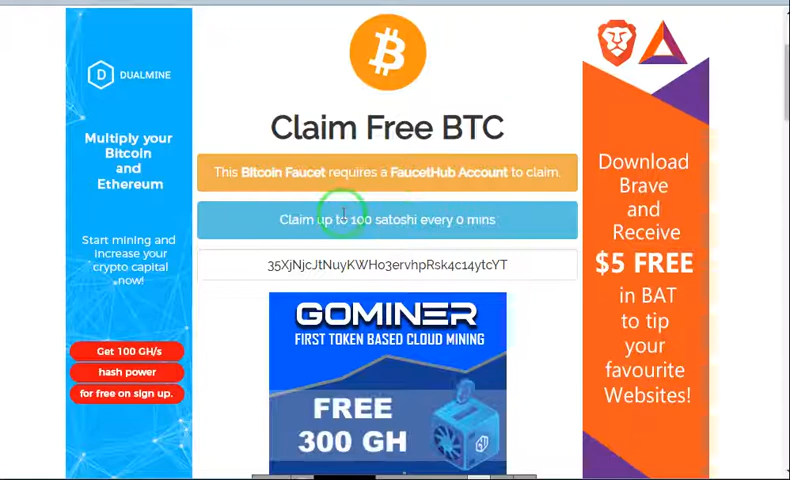 DUALMINE
Multiply your
Bitcoin
and
Ethereum
Start mining and
increase your
crypto capital
now!
Get 100 GH/s
hash power
for free on sign up.
Claim Free BTC
This Bitcoin Faucet requires a FaucetHub Account to claim.
Claim up to 100 satoshi every 0 mins
35XjNjcJtNuyKWHo3ervhpRsk4c14ytcYT
GOMINER
FIRST TOKEN BASED CLOUD MINING
FREE
300 GH
Download
Brave
and
Receive
$5 FREE
in BAT
to tip
your
favourite
Websites!